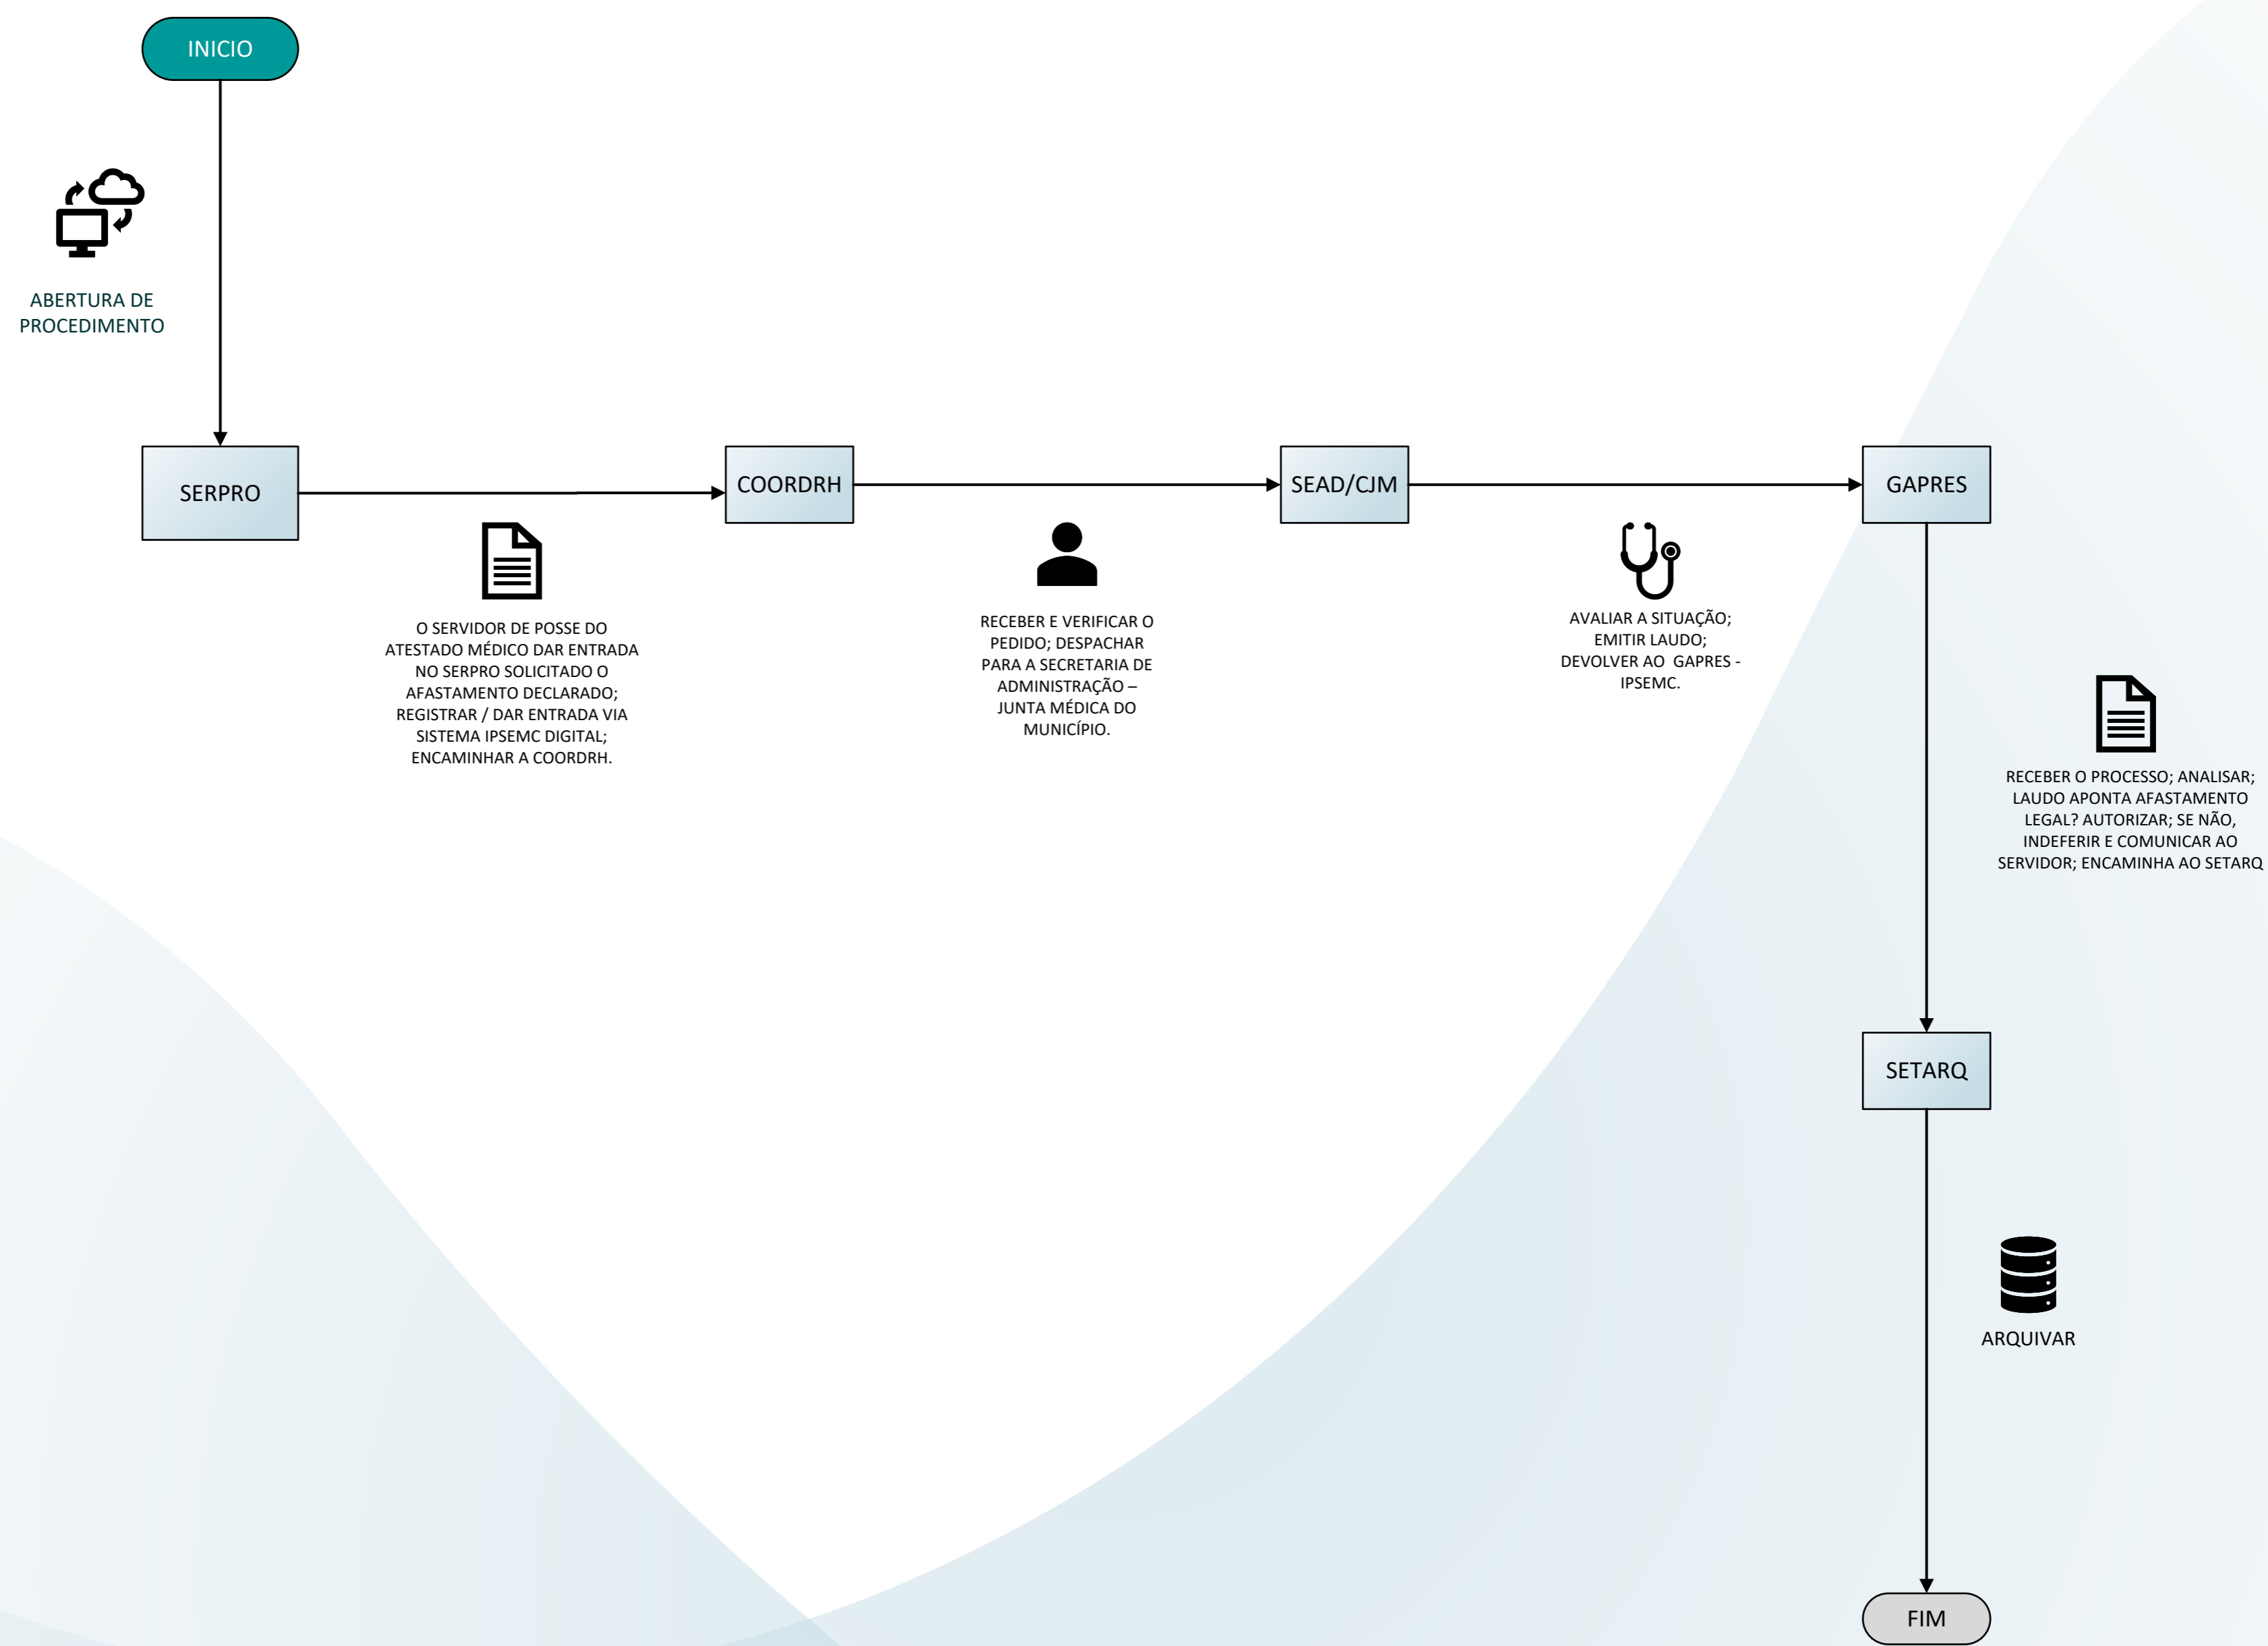 INICIO
ABERTURA DE
PROCEDIMENTO
SERPRO
COORDRH
SEAD/CJM
GAPRES
O SERVIDOR DE POSSE DO
ATESTADO MÉDICO DAR ENTRADA
NO SERPRO SOLICITADO O
AFASTAMENTO DECLARADO;
REGISTRAR / DAR ENTRADA VIA
SISTEMA IPSEMC DIGITAL;
ENCAMINHAR A COORDRH.
RECEBER E VERIFICAR O
PEDIDO; DESPACHAR
PARA A SECRETARIA DE
ADMINISTRAÇÃO –
JUNTA MÉDICA DO
MUNICÍPIO.
AVALIAR A SITUAÇÃO;
EMITIR LAUDO;
DEVOLVER AO  GAPRES -
IPSEMC.
RECEBER O PROCESSO; ANALISAR;
LAUDO APONTA AFASTAMENTO
LEGAL? AUTORIZAR; SE NÃO,
INDEFERIR E COMUNICAR AO
SERVIDOR; ENCAMINHA AO SETARQ
SETARQ
ARQUIVAR
FIM